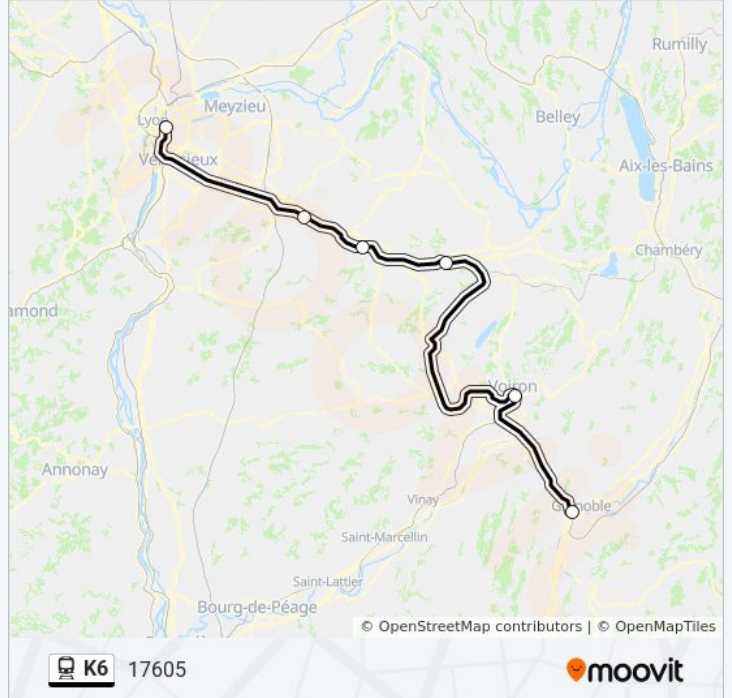 Rumilly
Meyzieu
Lyon
Belley
Vénissieux
Aix-les-Bains
Chambéry
amond
Voiron
Annonay
Vinay
Grenoble
Saint-Marcellin
Saint-Lattier
Bourg-de-Péage
© OpenStreetMap contributors | © OpenMapTiles
K6 17605 moovit